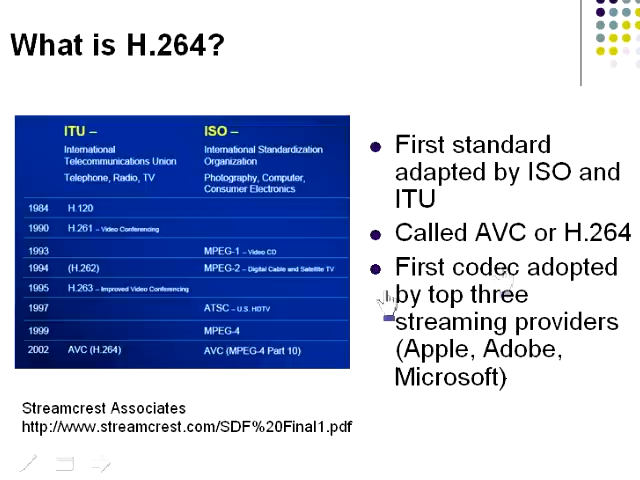 What is H.264?
ITU – ISO –
International Telecommunications Union
International Standardization Organization
Telephone, Radio, TV
Photography, Computer, Consumer Electronics
1984 H.120
1990 H.261 – Video Conferencing
1993 MPEG-1 – Video CD
1994 (H.262) MPEG-2 – Digital Cable and Satellite TV
1995 H.263 – Improved Video Conferencing
1997 ATSC – U.S. HDTV
1999 MPEG-4
2002 AVC (H.264) AVC (MPEG-4 Part 10)
First standard
adapted by ISO and
ITU
Called AVC or H.264
First codec adopted
by top three
streaming providers
(Apple, Adobe,
Microsoft)
Streamcrest Associates
http://www.streamcrest.com/SDF%20Final1.pdf